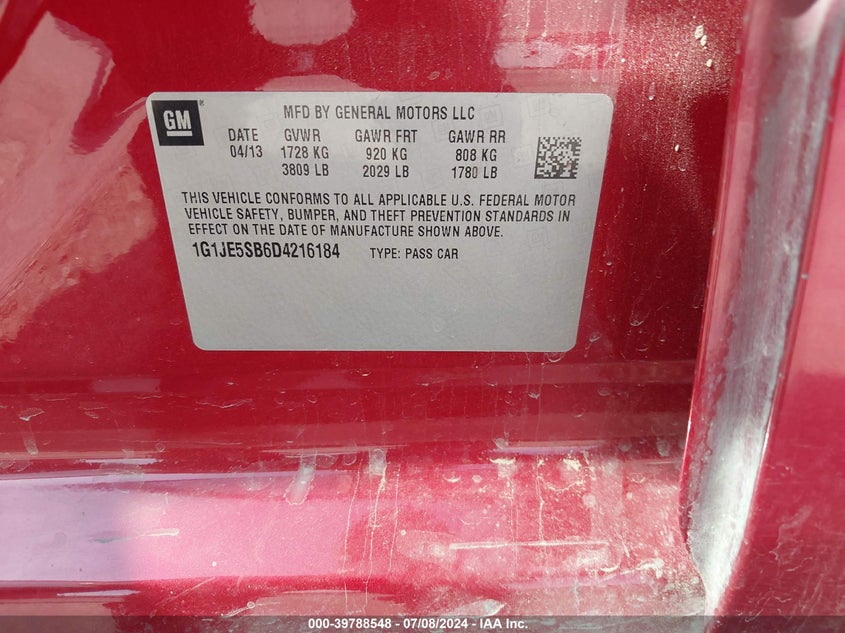 GM
MFD BY GENERAL MOTORS LLC
DATE GVWR GAWR FRT GAWR RR
04/13 1728 KG 920 KG 808 KG
3809 LB 2029 LB 1780 LB
THIS VEHICLE CONFORMS TO ALL APPLICABLE U.S. FEDERAL MOTOR
VEHICLE SAFETY, BUMPER, AND THEFT PREVENTION STANDARDS IN
EFFECT ON THE DATE OF MANUFACTURE SHOWN ABOVE.
1G1JE5SB6D4216184 TYPE: PASS CAR
000-39788548 - 07/08/2024 - IAA Inc.